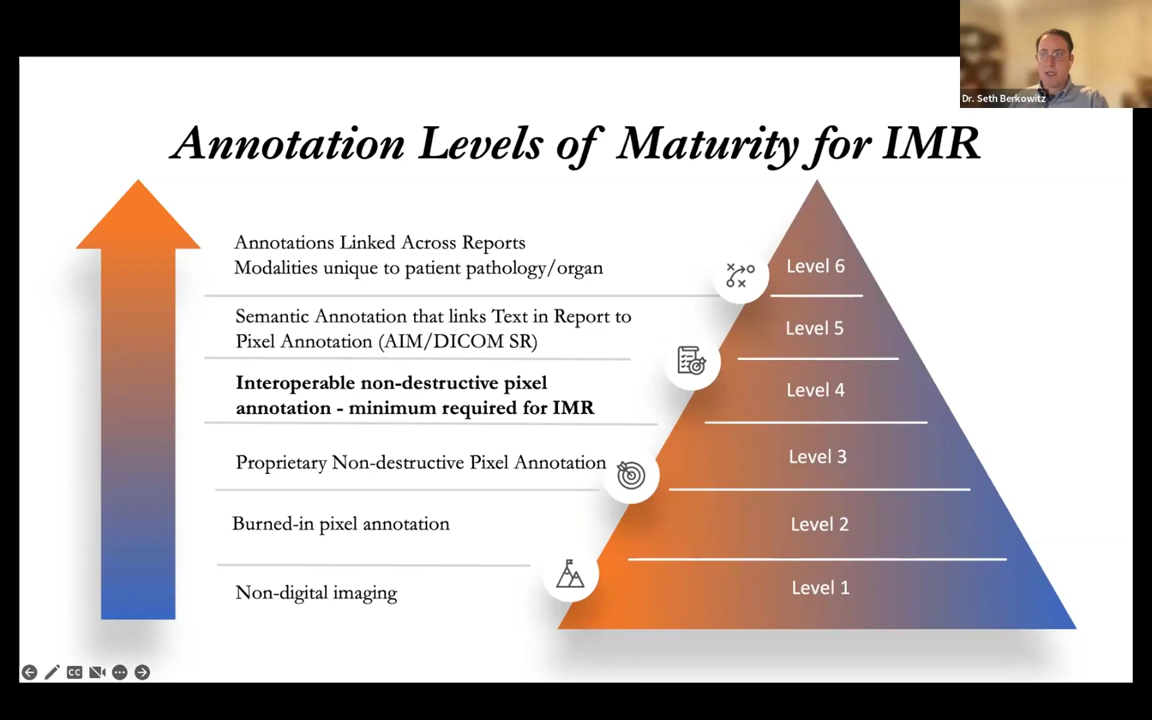 Dr. Seth Berkowitz
Annotation Levels of Maturity for IMR
Annotations Linked Across Reports
Modalities unique to patient pathology/organ
Level 6
Semantic Annotation that links Text in Report to
Pixel Annotation (AIM/DICOM SR)
Level 5
Interoperable non-destructive pixel
annotation - minimum required for IMR
Level 4
Proprietary Non-destructive Pixel Annotation
Level 3
Burned-in pixel annotation
Level 2
Non-digital imaging
Level 1
CC